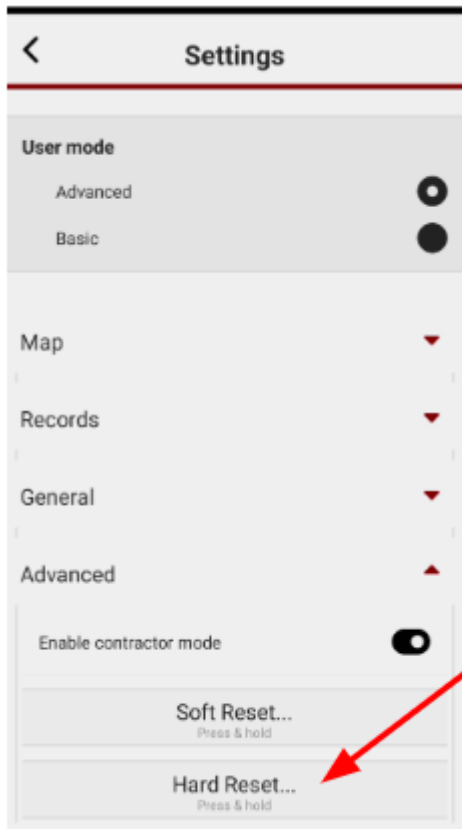 Settings
User mode
Advanced
Basic
Map
Records
General
Advanced
Enable contractor mode
Soft Reset...
Press & hold
Hard Reset...
Press & hold